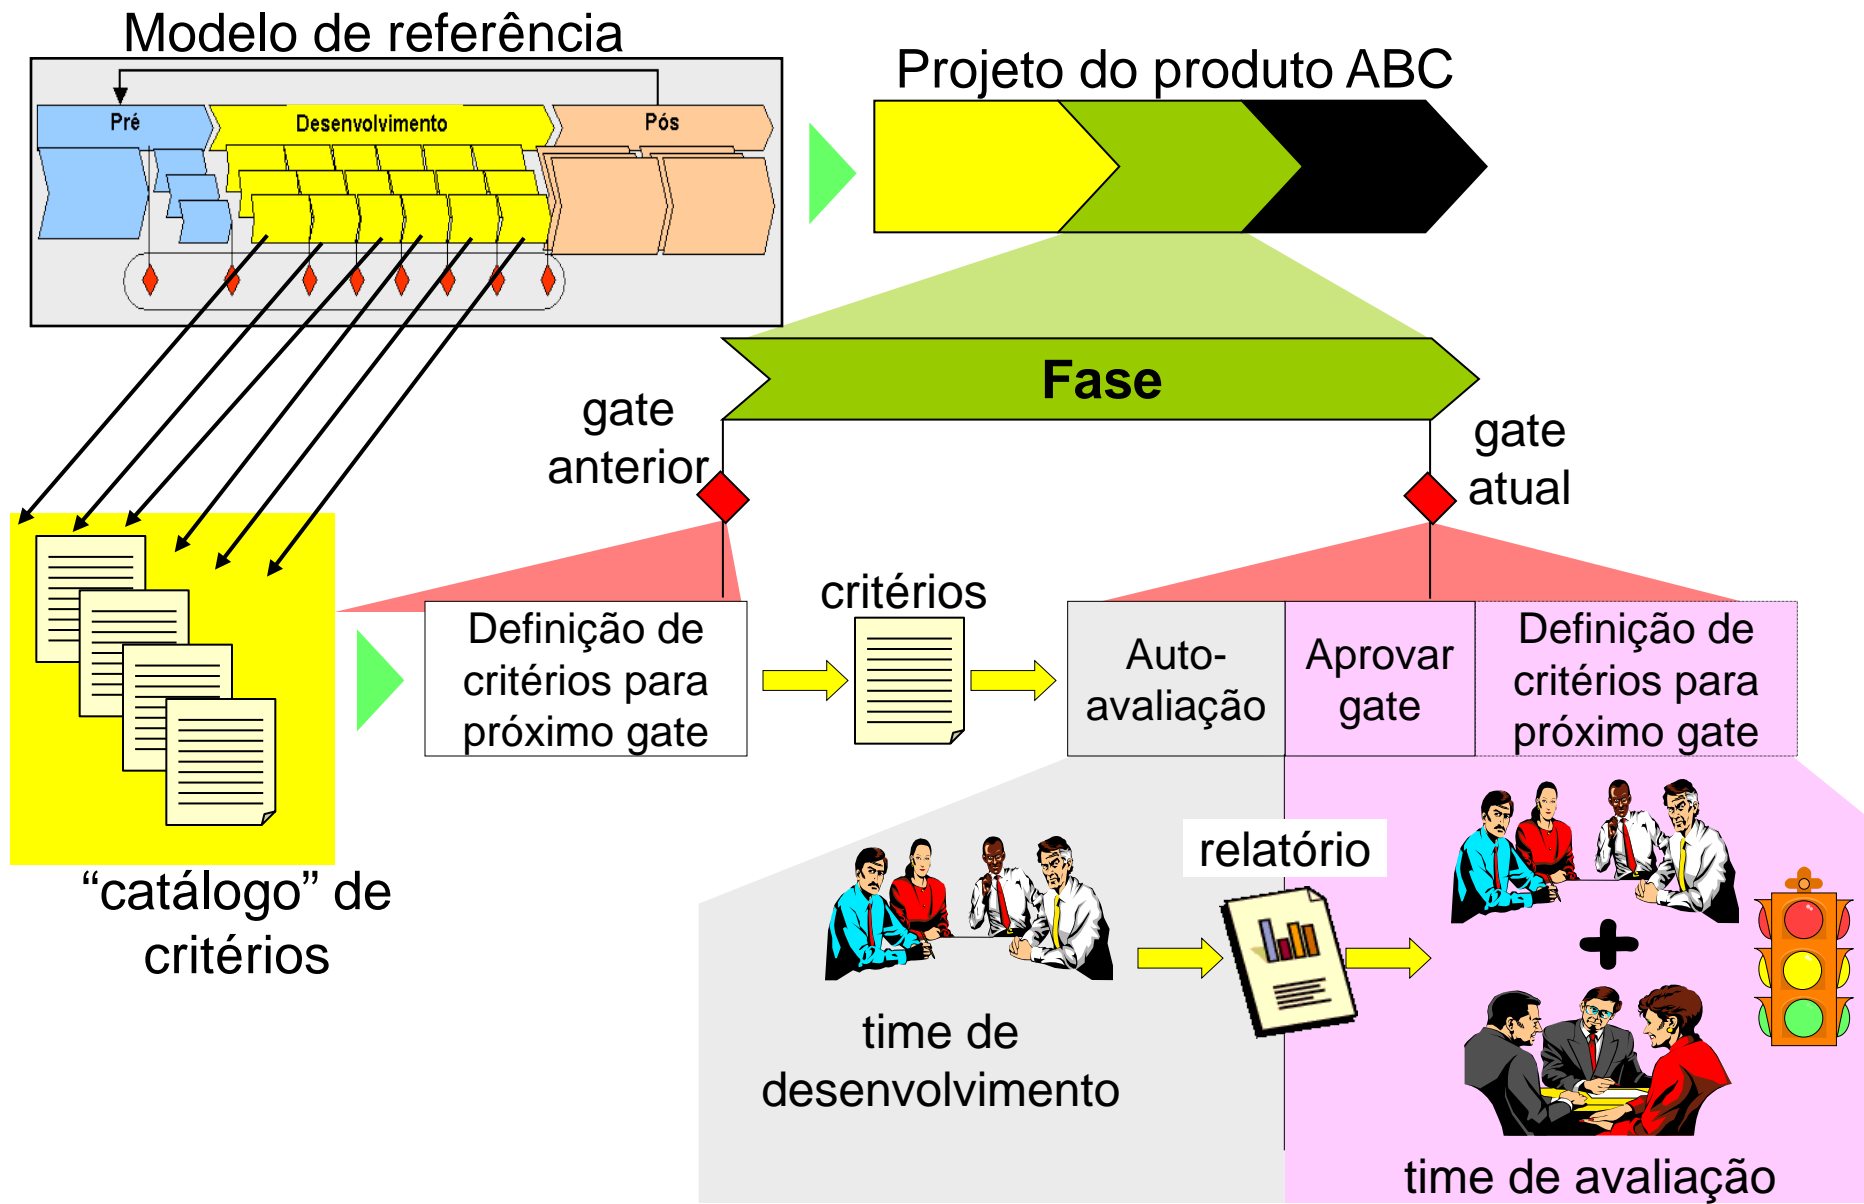 Modelo de referência
Pré
Desenvolvimento
Pós
Projeto do produto ABC
Fase
gate
anterior
gate
atual
critérios
Definição de
critérios para
próximo gate
Auto-
avaliação
Aprovar
gate
Definição de
critérios para
próximo gate
“catálogo” de
critérios
relatório
time de
desenvolvimento
time de avaliação